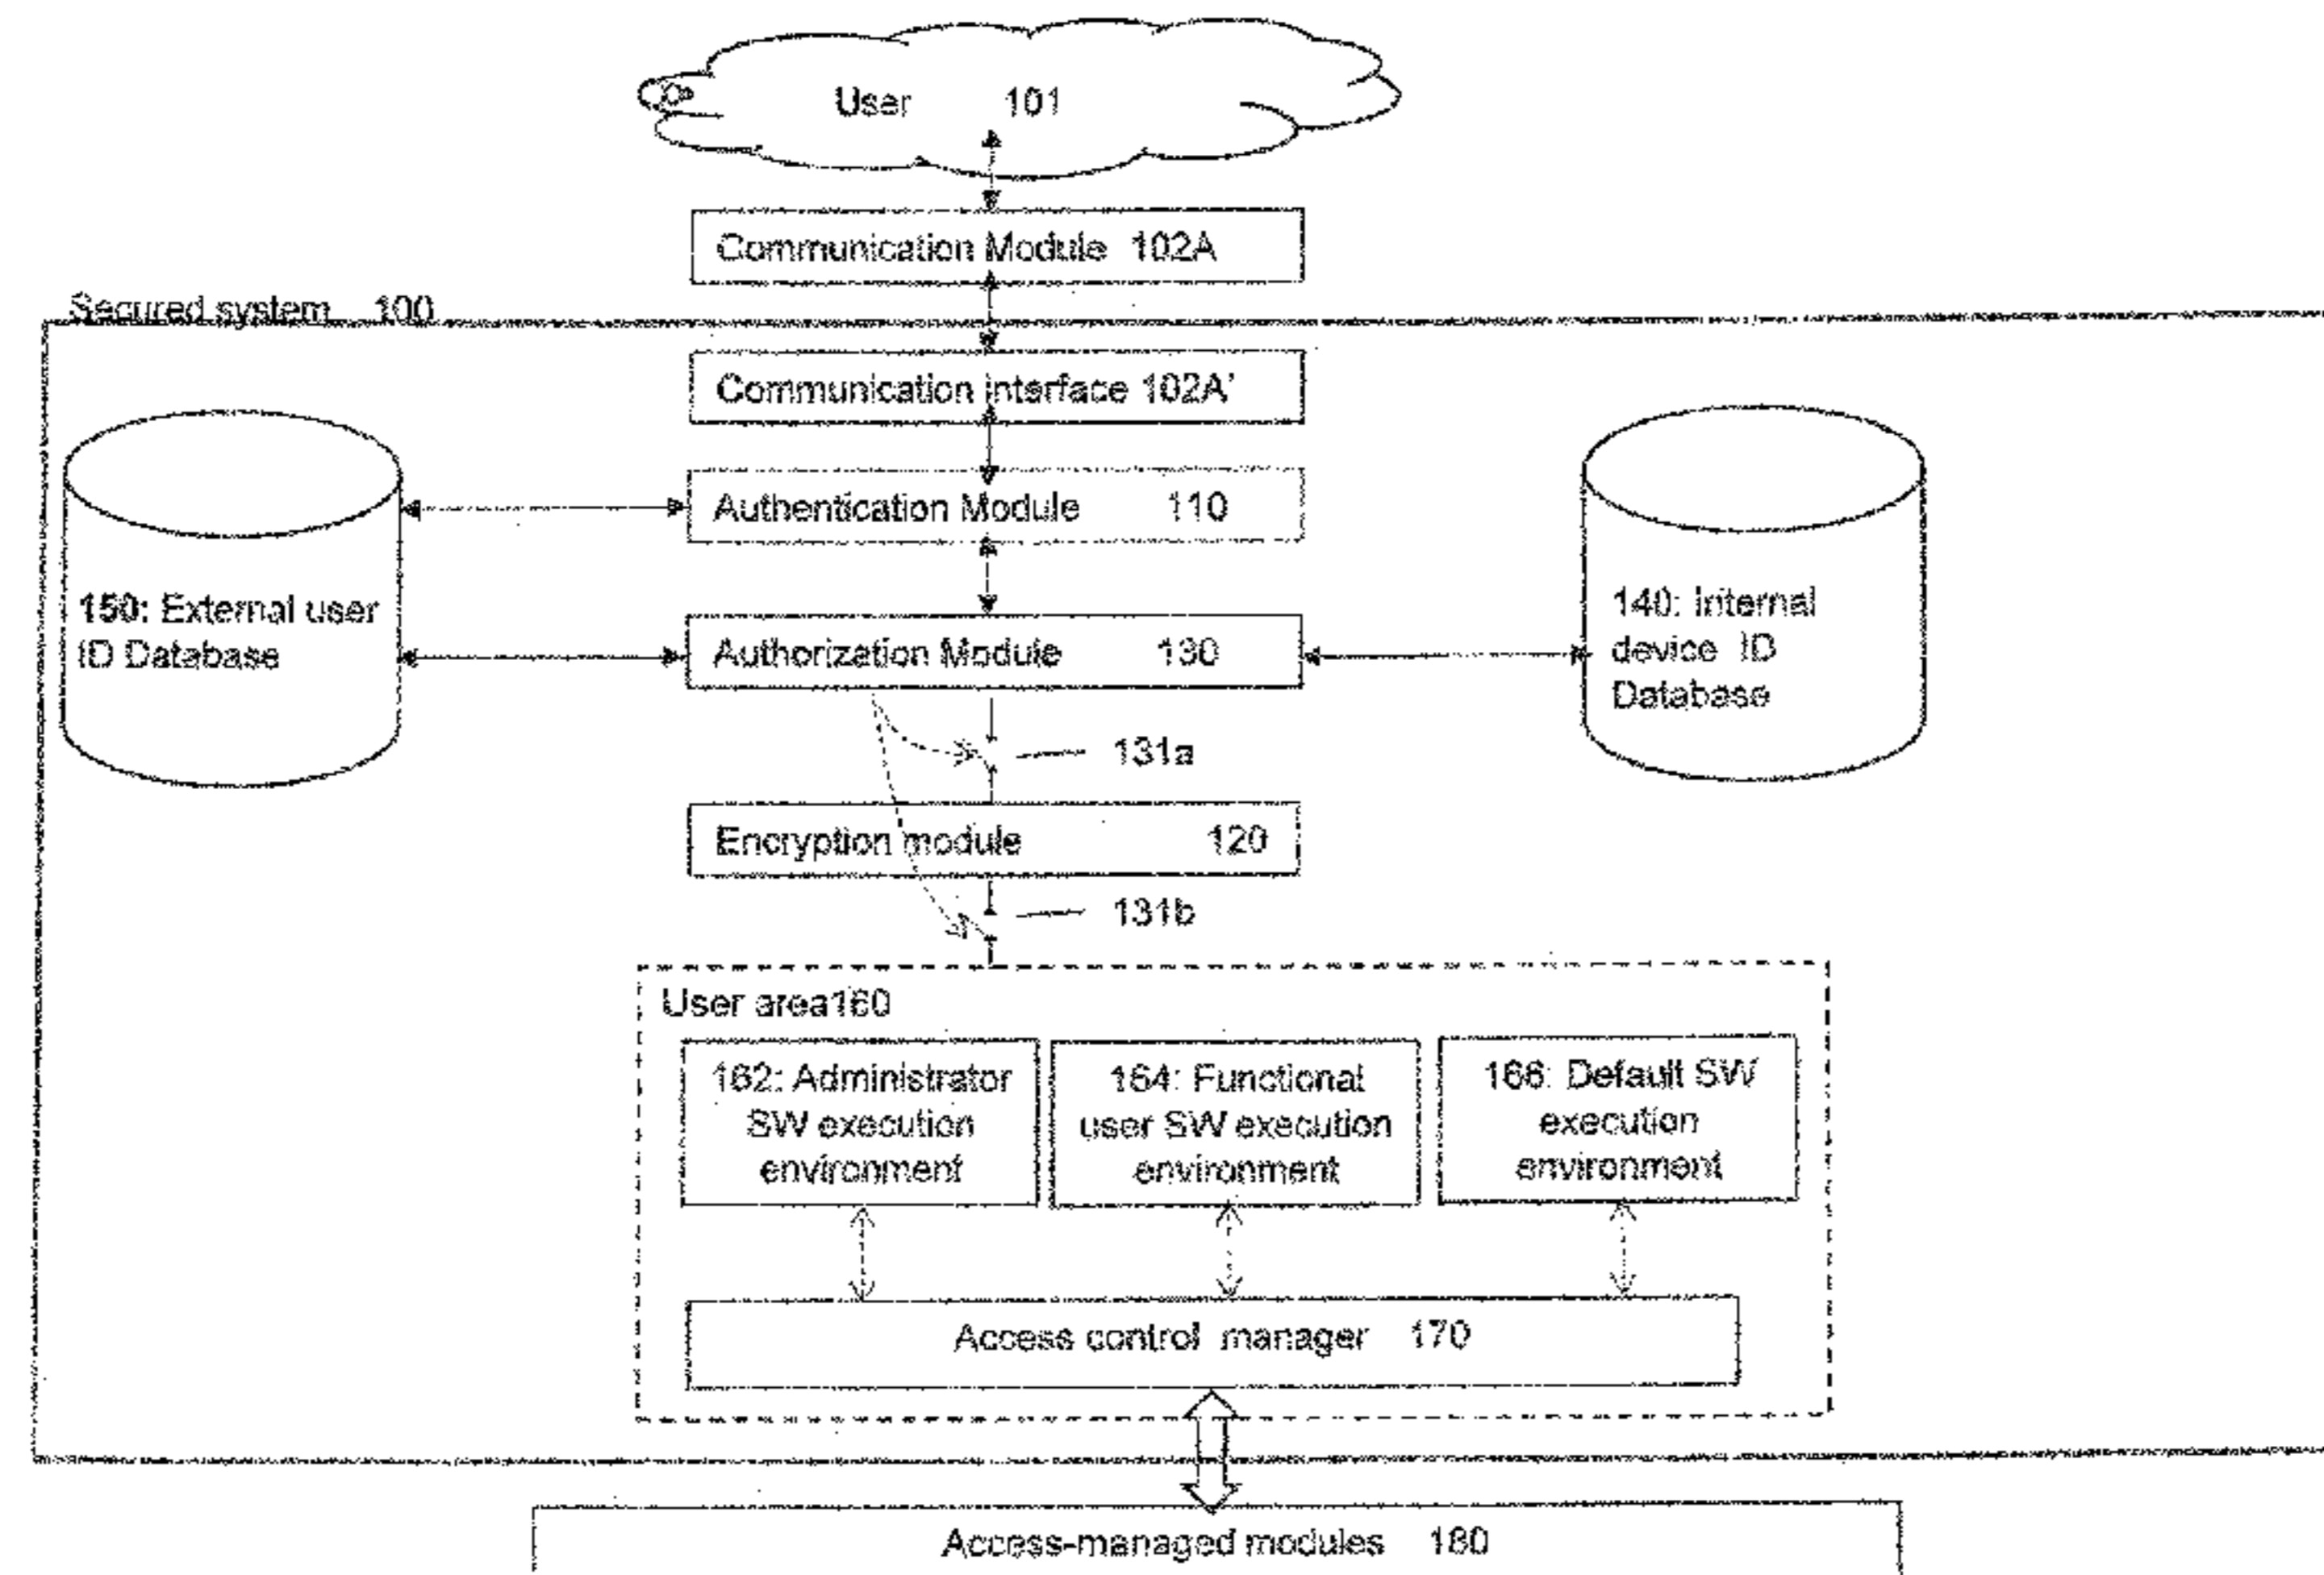 User 101
Communication Module 102A
Secured system 100
Communication interface 102A'
Authentication Module 110
150: External user
ID Database
140: Internal
device ID
Database
Authorization Module 130
131a
Encryption module 120
131b
User area160
162: Administrator
SW execution
environment
164: Functional
user SW execution
environment
166: Default SW
execution
environment
Access control manager 170
Access-managed modules 180